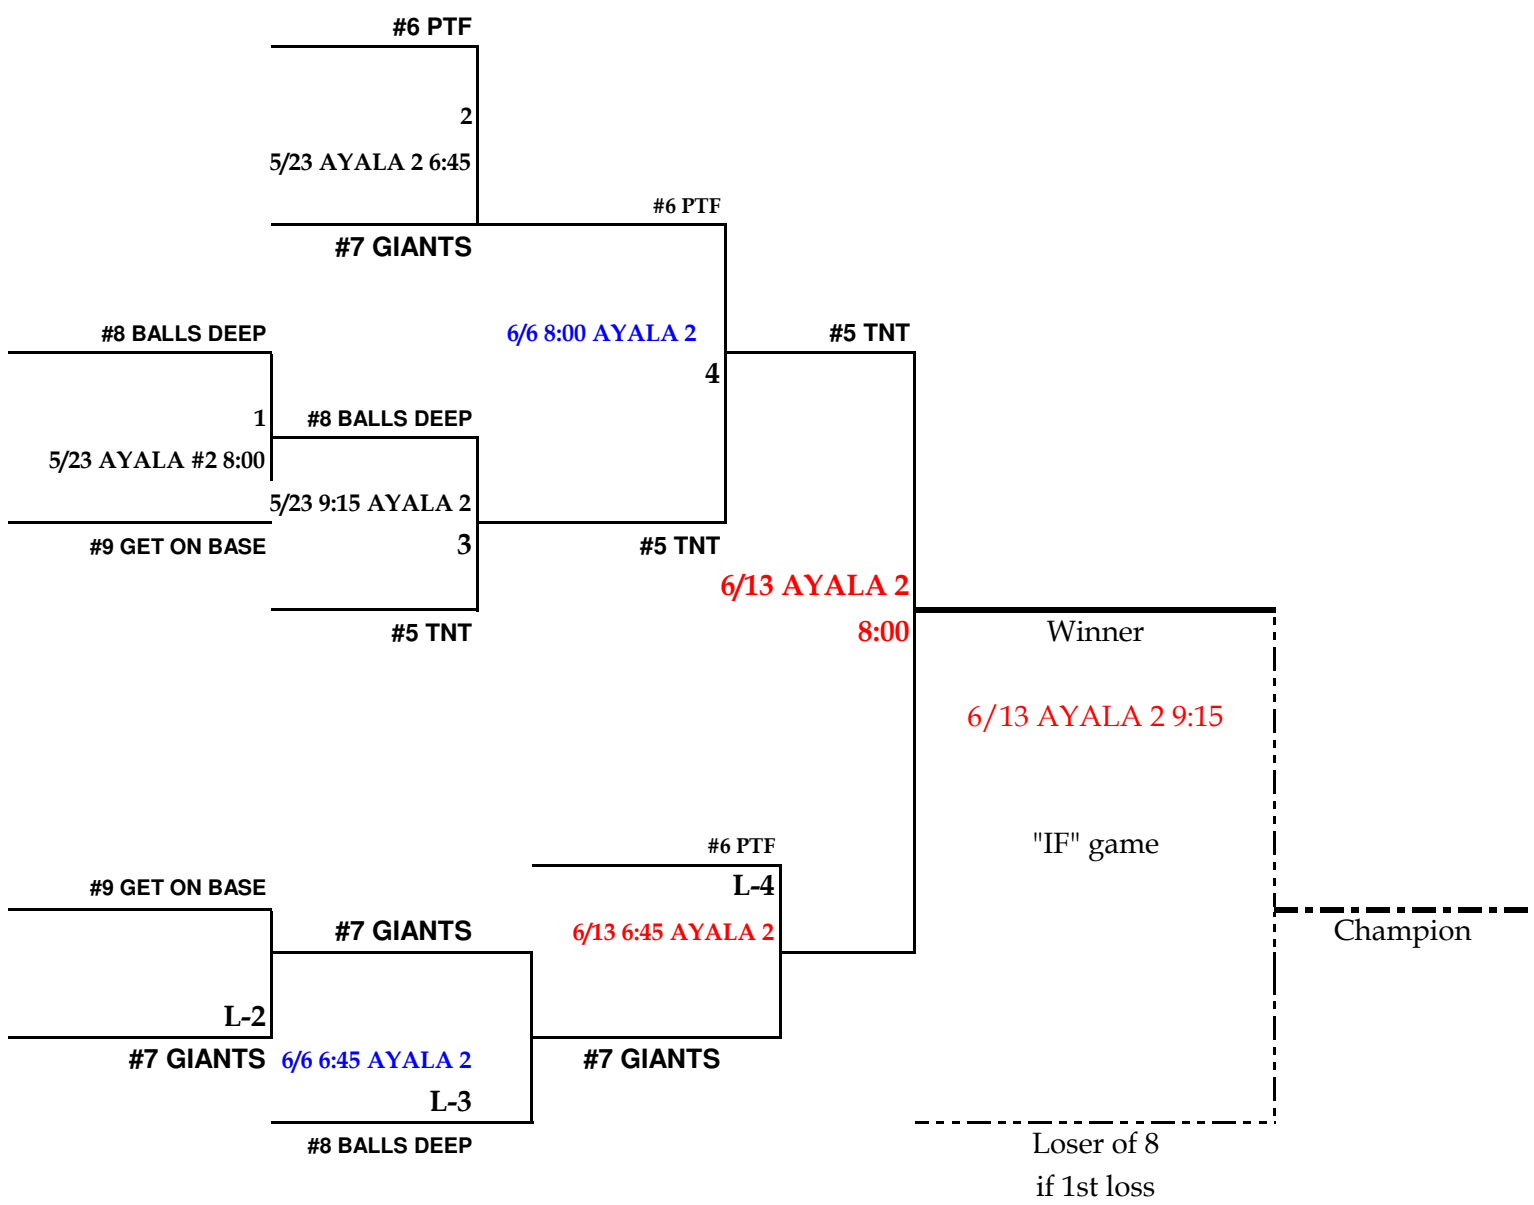 #6 PTF
2
5/23 AYALA 2 6:45
#6 PTF
#7 GIANTS
#8 BALLS DEEP
6/6 8:00 AYALA 2
#5 TNT
4
1
#8 BALLS DEEP
5/23 AYALA #2 8:00
5/23 9:15 AYALA 2
#9 GET ON BASE
3
#5 TNT
6/13 AYALA 2
#5 TNT
8:00
Winner
6/13 AYALA 2 9:15
#6 PTF
"IF" game
#9 GET ON BASE
L-4
#7 GIANTS
6/13 6:45 AYALA 2
Champion
L-2
#7 GIANTS
6/6 6:45 AYALA 2
#7 GIANTS
L-3
#8 BALLS DEEP
Loser of 8
if 1st loss